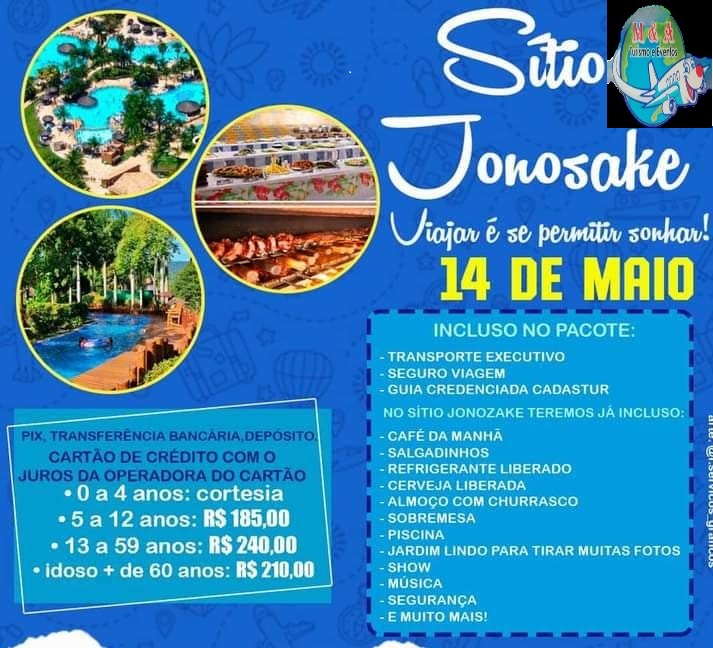 M & A
Turismo e Eventos
Sítio
Jonosake
Viajar é se permitir sonhar!
14 DE MAIO
INCLUSO NO PACOTE:
- TRANSPORTE EXECUTIVO
- SEGURO VIAGEM
- GUIA CREDENCIADA CADASTUR
NO SÍTIO JONOZAKE TEREMOS JÁ INCLUSO:
- CAFÉ DA MANHÃ
- SALGADINHOS
- REFRIGERANTE LIBERADO
- CERVEJA LIBERADA
- ALMOÇO COM CHURRASCO
- SOBREMESA
- PISCINA
- JARDIM LINDO PARA TIRAR MUITAS FOTOS
- SHOW
- MÚSICA
- SEGURANÇA
- E MUITO MAIS!
PIX, TRANSFERÊNCIA BANCÁRIA,DEPÓSITO.
CARTÃO DE CRÉDITO COM O
JUROS DA OPERADORA DO CARTÃO
• 0 a 4 anos: cortesia
• 5 a 12 anos: R$ 185,00
• 13 a 59 anos: R$ 240,00
• idoso + de 60 anos: R$ 210,00